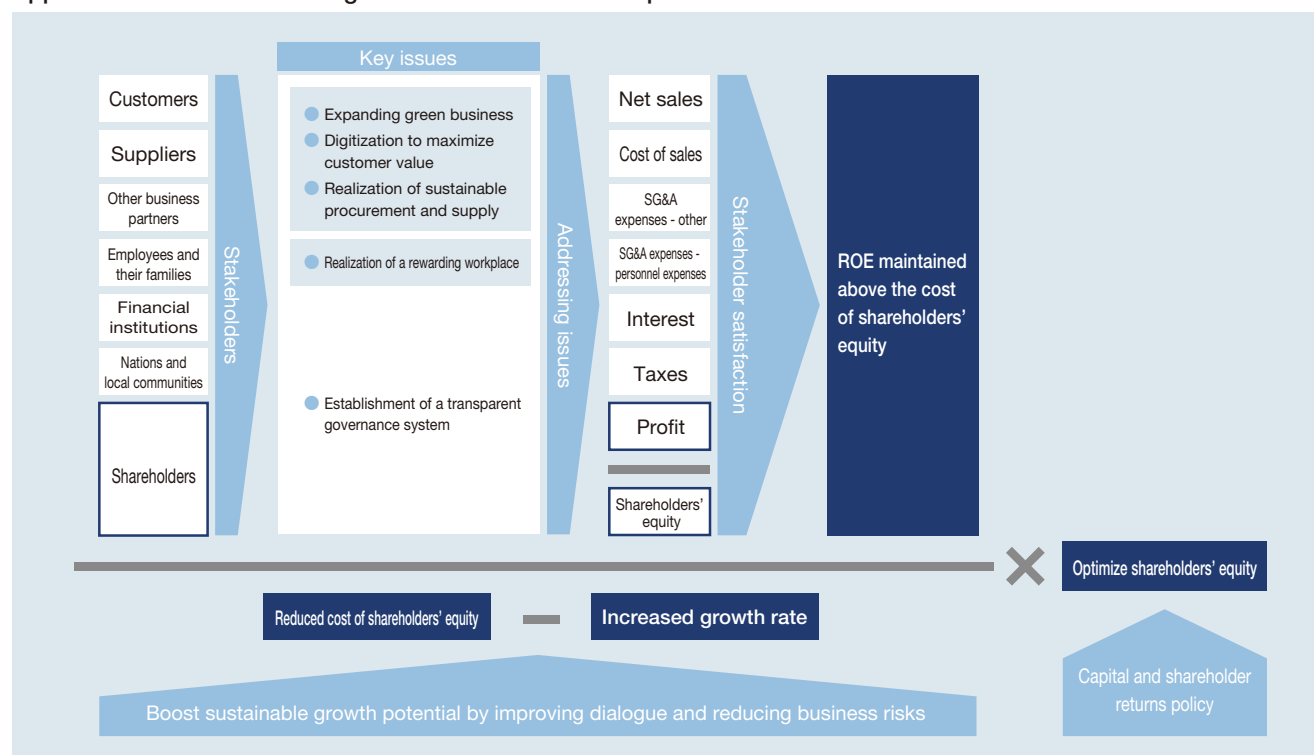 Key issues
Customers
Suppliers
Other business
partners
Employees and
their families
Financial
institutions
Nations and
local communities
Shareholders
Stakeholders
Expanding green business
Digitization to maximize
customer value
Realization of sustainable
procurement and supply
Realization of a rewarding workplace
Establishment of a transparent
governance system
Addressing issues
Net sales
Cost of sales
SG&A
expenses - other
SG&A expenses -
personnel expenses
Interest
Taxes
Profit
Shareholders'
equity
Stakeholder satisfaction
ROE maintained
above the cost
of shareholders'
equity
Optimize shareholders' equity
Reduced cost of shareholders' equity
Increased growth rate
Boost sustainable growth potential by improving dialogue and reducing business risks
Capital and shareholder
returns policy